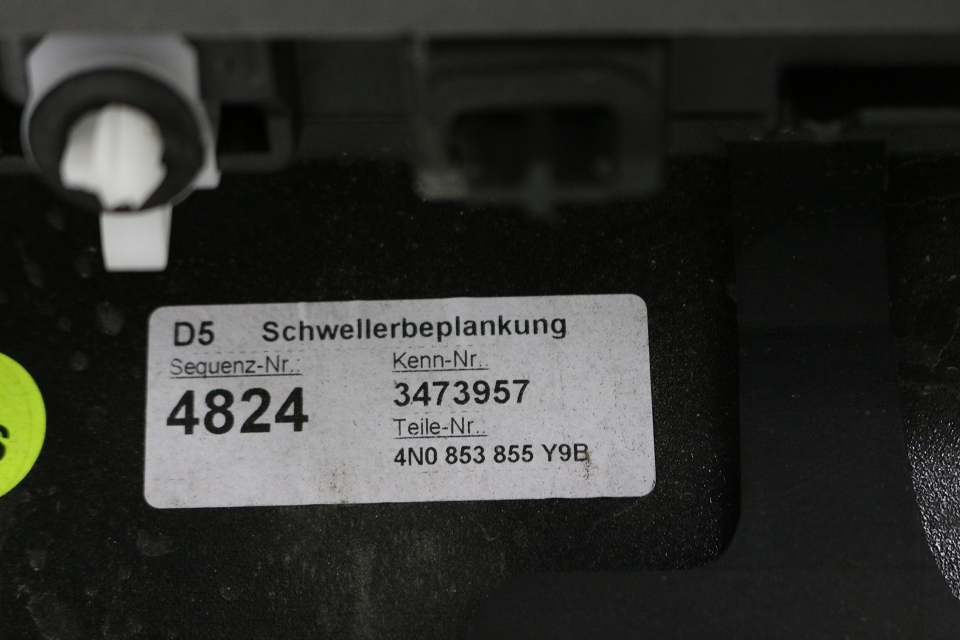 D5 Schwellerbeplankung
Sequenz-Nr.:
Kenn-Nr.:
4824
3473957
Teile-Nr.:
4N0 853 855 Y9B